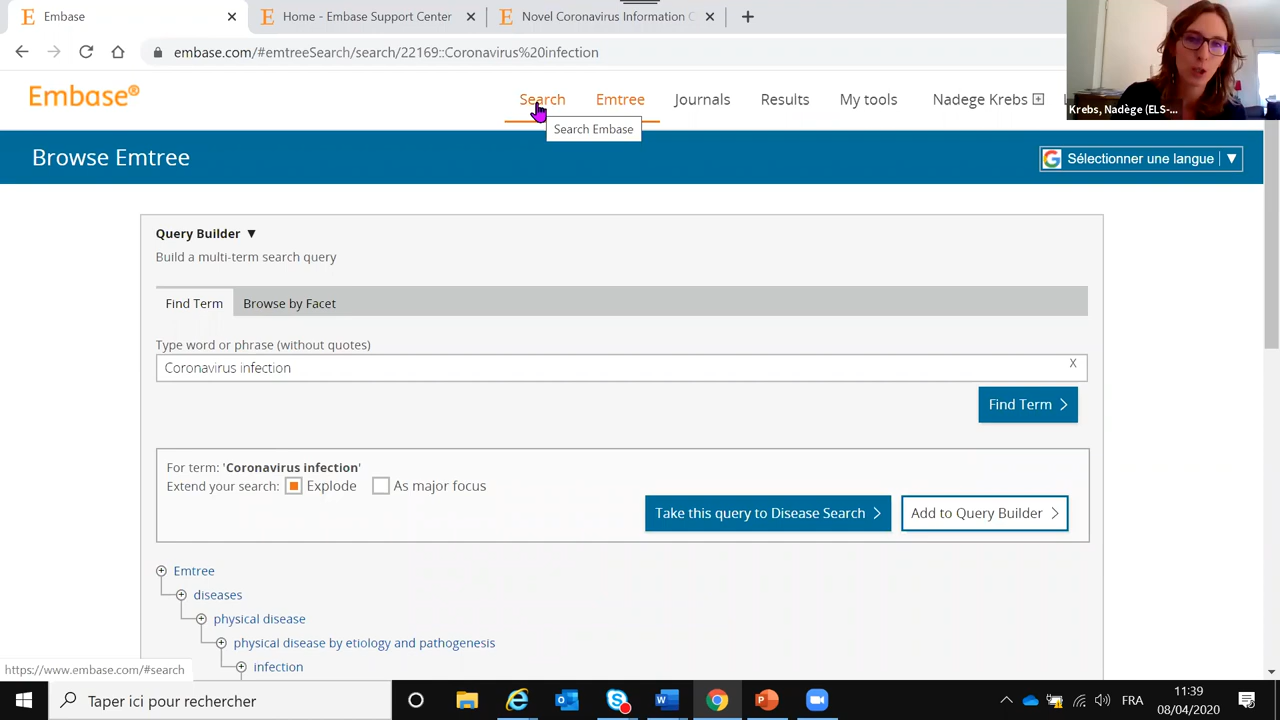 Embase
Home - Embase Support Center
Novel Coronavirus Information C
embase.com/#emtreeSearch/search/22169::Coronavirus%20infection
Krebs, Nadège (ELS-...
Embase®
Search
Emtree
Journals
Results
My tools
Nadege Krebs
Search Embase
Browse Emtree
G Sélectionner une langue ▼
Query Builder ▼
Build a multi-term search query
Find Term
Browse by Facet
Type word or phrase (without quotes)
Coronavirus infection
X
Find Term >
For term: 'Coronavirus infection'
Extend your search: Explode As major focus
Take this query to Disease Search >
Add to Query Builder >
Emtree
diseases
physical disease
physical disease by etiology and pathogenesis
infection
https://www.embase.com/#search
Taper ici pour rechercher
FRA
11:39
08/04/2020